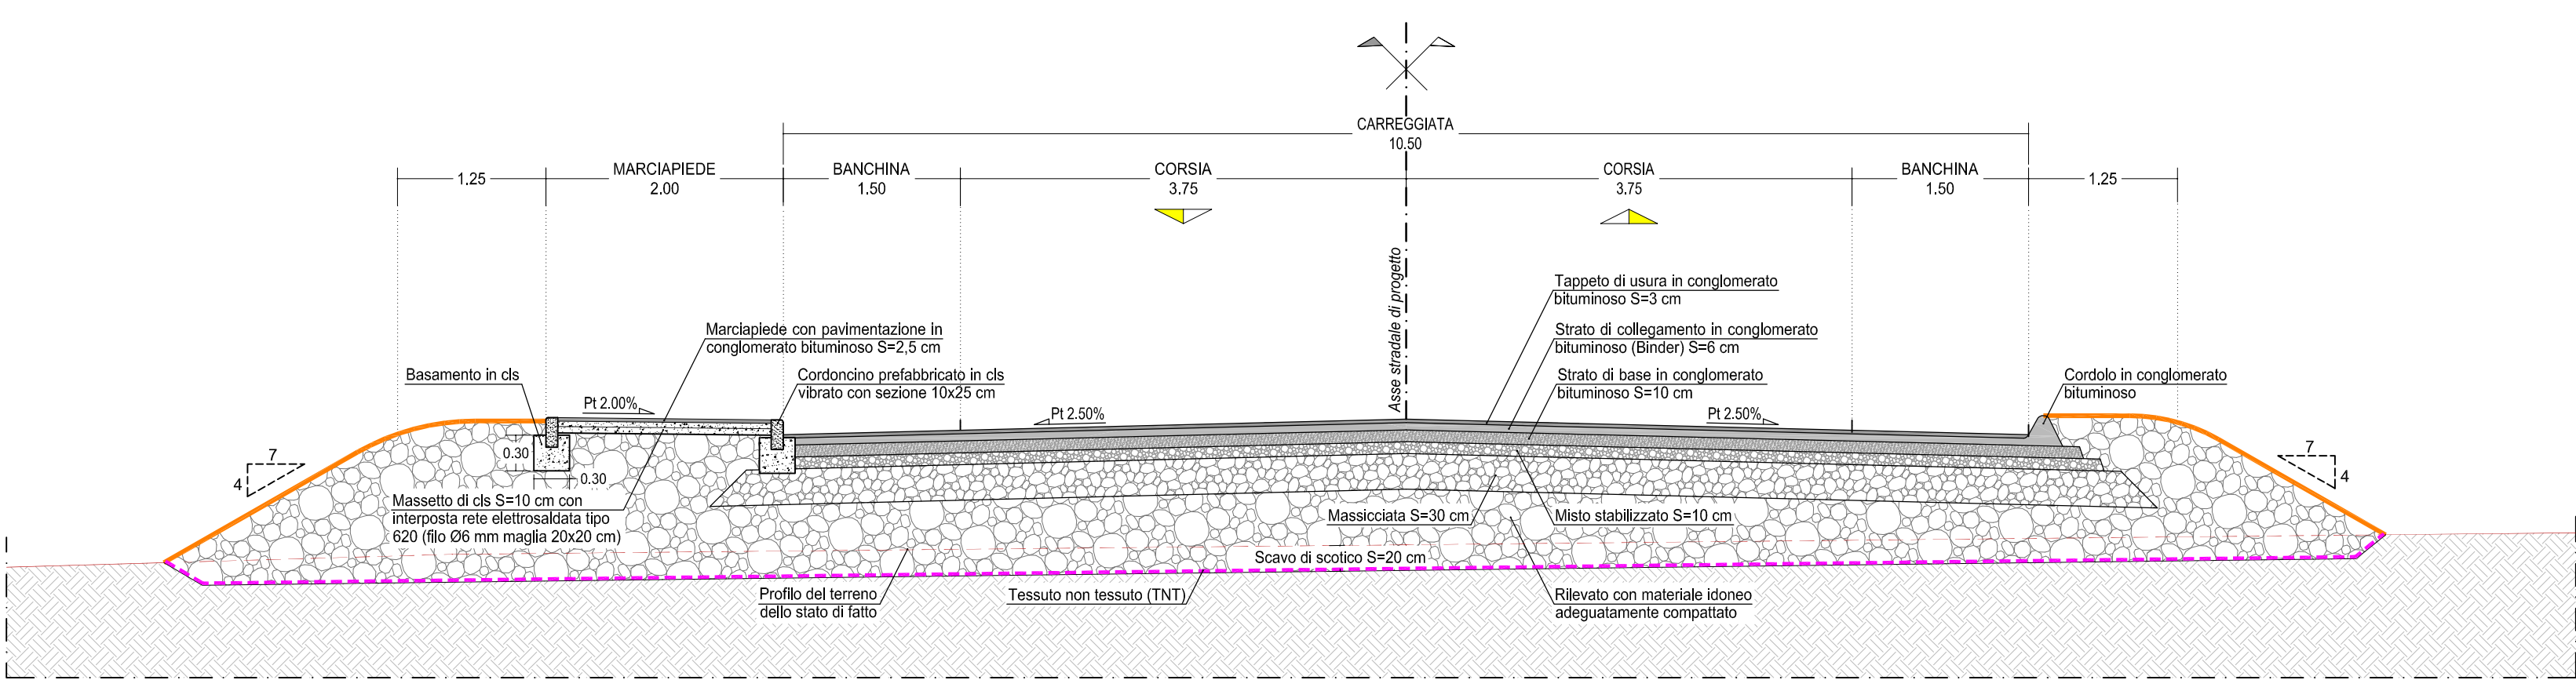 CARREGGIATA
10.50
1.25
MARCIAPIEDE
2.00
BANCHINA
1.50
CORSIA
3.75
CORSIA
3.75
BANCHINA
1.50
1.25
Asse stradale di progetto
Tappeto di usura in conglomerato
bituminoso S=3 cm
Strato di collegamento in conglomerato
bituminoso (Binder) S=6 cm
Strato di base in conglomerato
bituminoso S=10 cm
Marciapiede con pavimentazione in
conglomerato bituminoso S=2,5 cm
Basamento in cls
Cordoncino prefabbricato in cls
vibrato con sezione 10x25 cm
Cordolo in conglomerato
bituminoso
Pt 2.00%
Pt 2.50%
Pt 2.50%
7
4
0.30
0.30
7
4
Massetto di cls S=10 cm con
interposta rete elettrosaldata tipo
620 (filo Ø6 mm maglia 20x20 cm)
Massicciata S=30 cm
Misto stabilizzato S=10 cm
Scavo di scotico S=20 cm
Profilo del terreno
dello stato di fatto
Tessuto non tessuto (TNT)
Rilevato con materiale idoneo
adeguatamente compattato